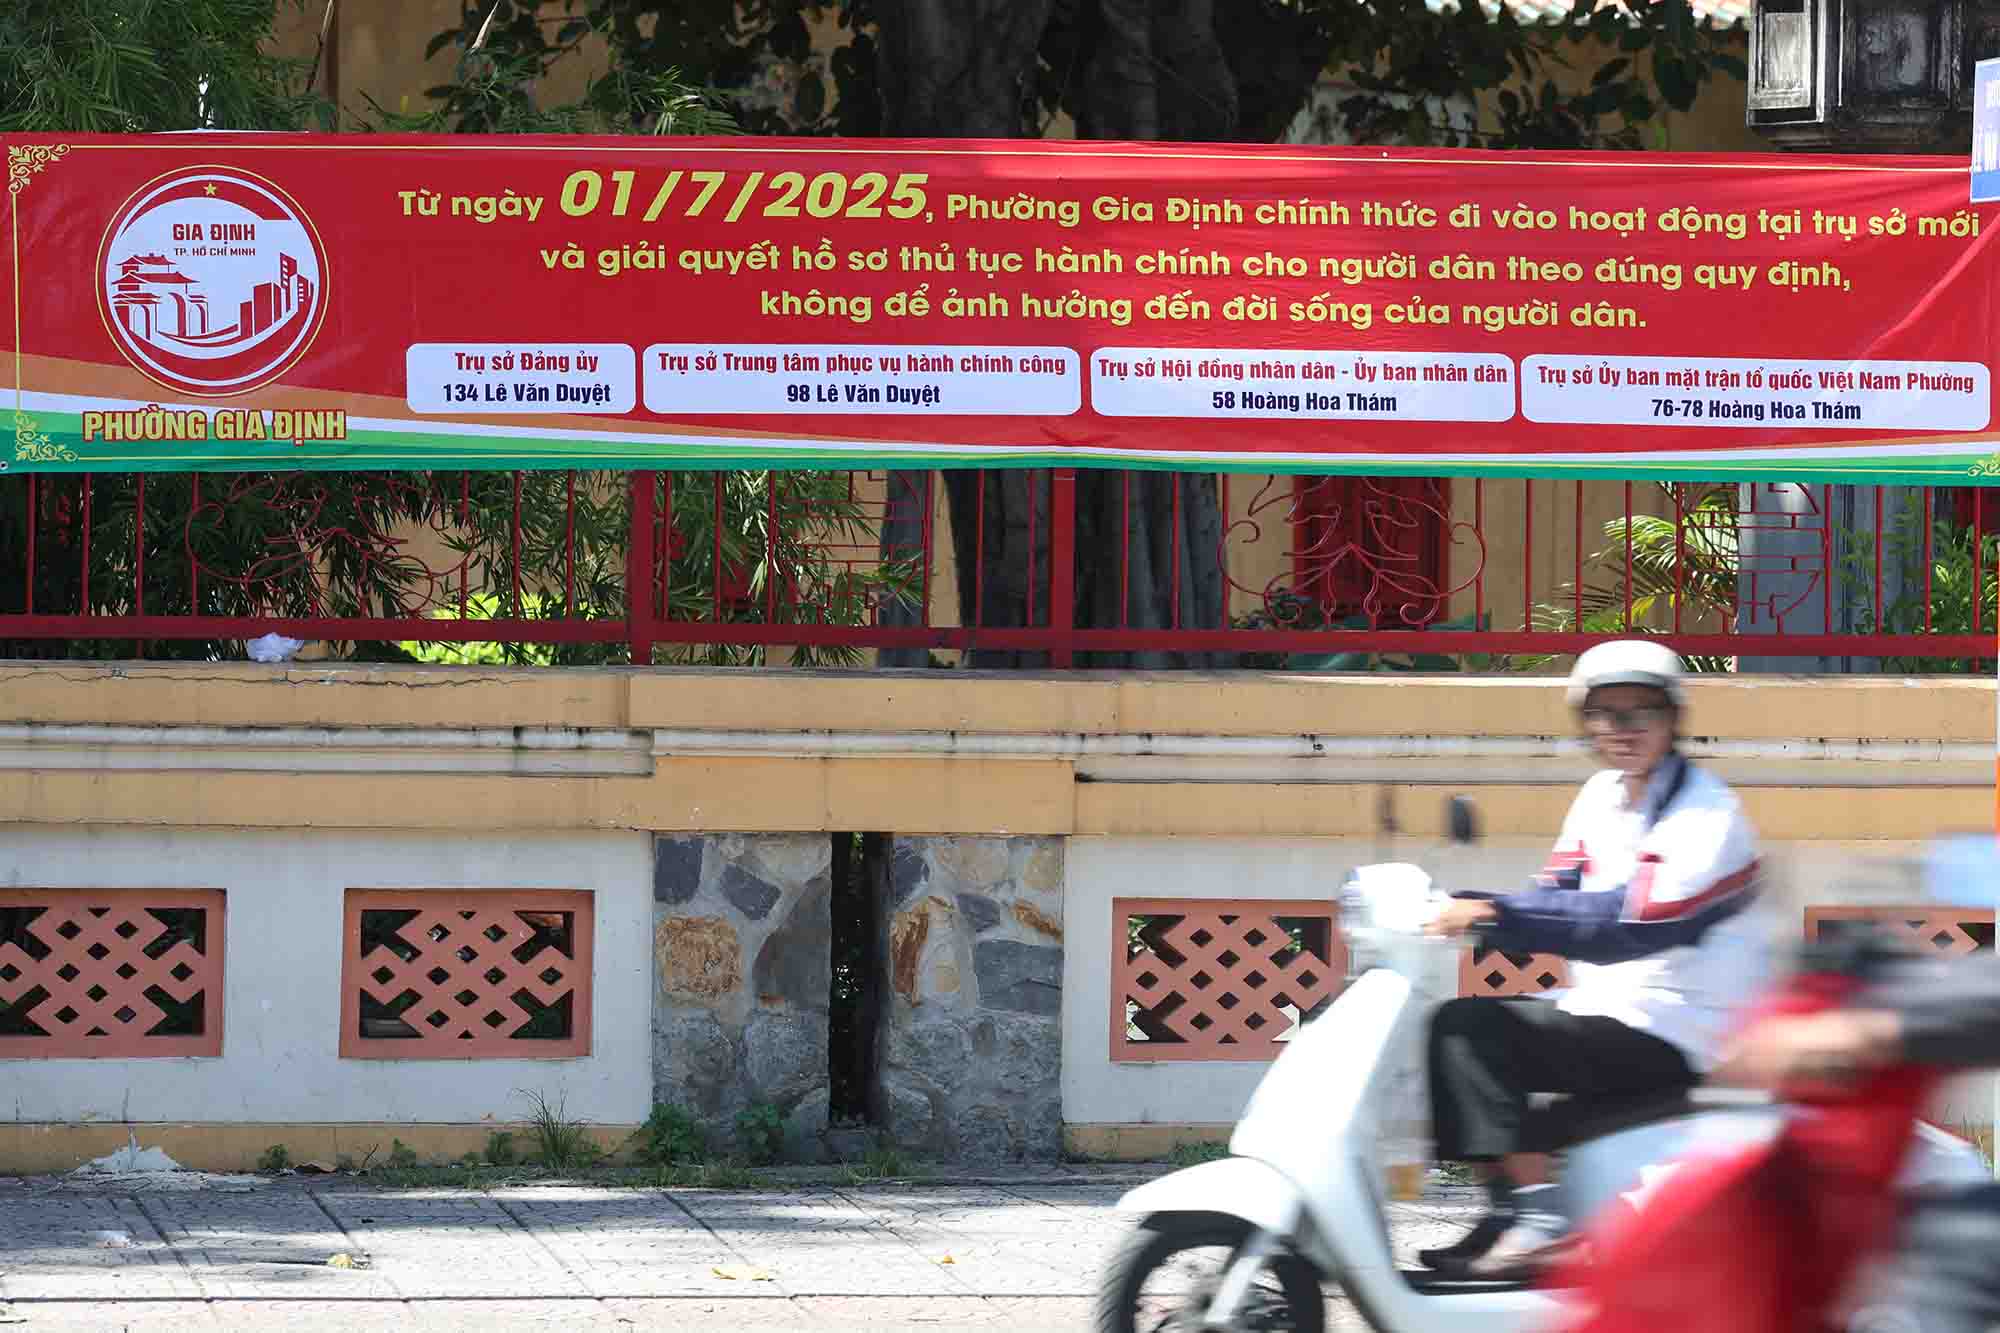 GIA ĐỊNH
TP. HỒ CHÍ MINH
PHƯỜNG GIA ĐỊNH
Từ ngày 01/7/2025, Phường Gia Định chính thức đi vào hoạt động tại trụ sở mới
và giải quyết hồ sơ thủ tục hành chính cho người dân theo đúng quy định,
không để ảnh hưởng đến đời sống của người dân.
Trụ sở Đảng ủy
134 Lê Văn Duyệt
Trụ sở Trung tâm phục vụ hành chính công
98 Lê Văn Duyệt
Trụ sở Hội đồng nhân dân - Ủy ban nhân dân
58 Hoàng Hoa Thám
Trụ sở Ủy ban mặt trận tổ quốc Việt Nam Phường
76-78 Hoàng Hoa Thám